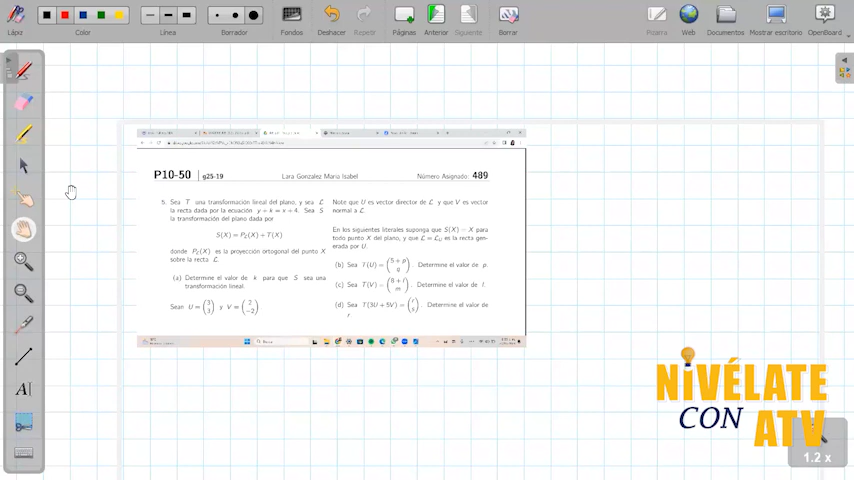 Lápiz
Color
Línea
Borrador
Fondos
Deshacer
Repetir
Páginas
Anterior
Siguiente
Borrar
Pizarra
Web
Documentos
Mostrar escritorio
OpenBoard
P10-50 | g25-19
Lara Gonzalez Maria Isabel
Número Asignado: 489
5. Sea T una transformación lineal del plano, y sea ℒ
la recta dada por la ecuación y + k = x + 4. Sea S
la transformación del plano dada por
S(X) = P_ℒ(X) + T(X)
donde P_ℒ(X) es la proyección ortogonal del punto X
sobre la recta ℒ.
(a) Determine el valor de k para que S sea una
transformación lineal.
Sean U = (3 3) y V = (2 -2)
Note que U es vector director de ℒ y que V es vector
normal a ℒ.
En los siguientes literales suponga que S(X) = X para
todo punto X del plano, y que ℒ = ℒ_U es la recta gen-
erada por U.
(b) Sea T(U) = (5 + p q). Determine el valor de p.
(c) Sea T(V) = (8 + l m). Determine el valor de l.
(d) Sea T(3U + 5V) = (r s). Determine el valor de
r.
NIVÉLATE
CON
ATV
1.2 x